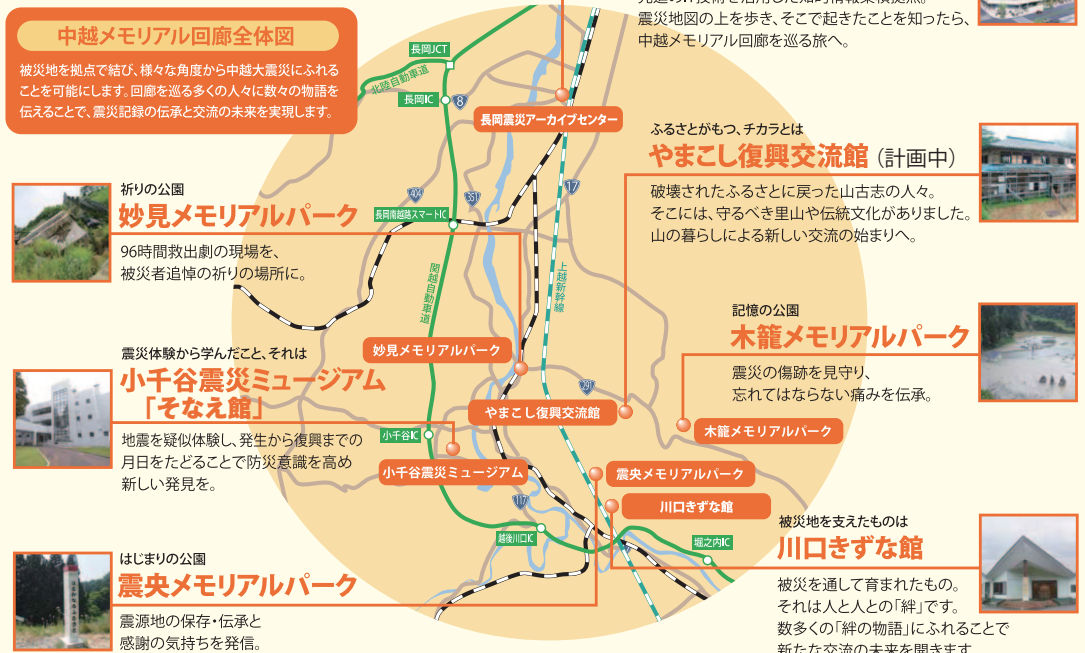 中越メモリアル回廊全体図
被災地を拠点で結び、様々な角度から中越大震災にふれる
ことを可能にします。回廊を巡る多くの人々に数々の物語を
伝えることで、震災記録の伝承と交流の未来を実現します。
震災地図の上を歩き、そこで起きたことを知ったら、
中越メモリアル回廊を巡る旅へ。
ふるさとがもつ、チカラとは
やまこし復興交流館(計画中)
破壊されたふるさとに戻った山古志の人々。
そこには、守るべき里山や伝統文化がありました。
山の暮らしによる新しい交流の始まりへ。
祈りの公園
妙見メモリアルパーク
96時間救出劇の現場を、
被災者追悼の祈りの場所に。
記憶の公園
木籠メモリアルパーク
震災の傷跡を見守り、
忘れてはならない痛みを伝承。
震災体験から学んだこと、それは
小千谷震災ミュージアム
「そなえ館」
地震を疑似体験し、発生から復興までの
月日をたどることで防災意識を高め
新しい発見を。
被災地を支えたものは
川口きずな館
被災を通して育まれたもの。
それは人と人との「絆」です。
数多くの「絆の物語」にふれることで
新たな交流の未来を開きます
はじまりの公園
震央メモリアルパーク
震源地の保存・伝承と
感謝の気持ちを発信。
長岡JCT
北陸自動車道
長岡IC
8
長岡震災アーカイブセンター
404
351
17
長岡南越路スマートIC
関越自動車道
上越新幹線
妙見メモリアルパーク
291
やまこし復興交流館
木籠メモリアルパーク
小千谷IC
小千谷震災ミュージアム
震央メモリアルパーク
117
川口きずな館
越後川口IC
堀之内IC